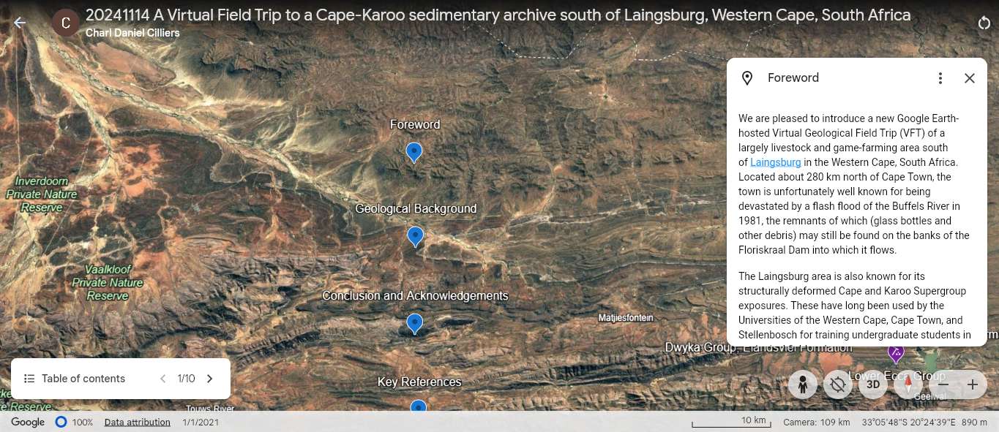 20241114 A Virtual Field Trip to a Cape-Karoo sedimentary archive south of Laingsburg, Western Cape, South Africa
C
Charl Daniel Cilliers
Foreword
We are pleased to introduce a new Google Earth-
hosted Virtual Geological Field Trip (VFT) of a
largely livestock and game-farming area south
of Laingsburg in the Western Cape, South Africa.
Located about 280 km north of Cape Town, the
town is unfortunately well known for being
devastated by a flash flood of the Buffels River in
1981, the remnants of which (glass bottles and
other debris) may still be found on the banks of the
Floriskraal Dam into which it flows.
The Laingsburg area is also known for its
structurally deformed Cape and Karoo Supergroup
exposures. These have long been used by the
Universities of the Western Cape, Cape Town, and
Stellenbosch for training undergraduate students in
Foreword
Inverdoorn
Private Nature
Reserve
Geological Background
Vaalkloof
Private Nature
Reserve
Conclusion and Acknowledgements
Matjiesfontein
Dwyka Group, Elandsvlei Formation
Lower Ecca Group
Geelwal
Key References
Touws River
e Reserve
Table of contents
1/10
3D
Google
100%
Data attribution
1/1/2021
10 km
Camera: 109 km
33°05'48"S 20°24'39"E
890 m